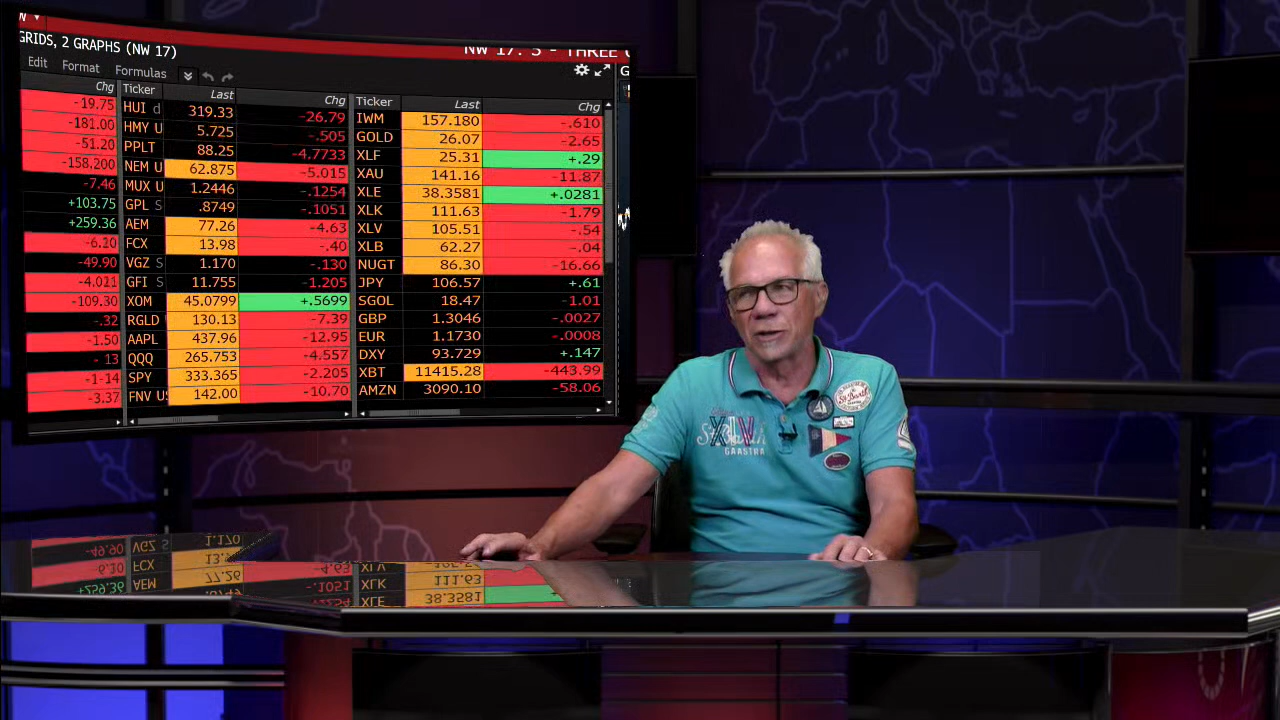 GRIDS, 2 GRAPHS (NW 17)
NW 17: 3 - THREE
Edit Format Formulas
Chg Ticker Last Chg Ticker Last Chg
-19.75 HUI d 319.33 -26.79 IWM 157.180 -.610
-181.00 HMY U 5.725 -.505 GOLD 26.07 -2.65
-51.20 PPLT 88.25 -4.7733 XLF 25.31 +.29
-158.200 NEM U 62.875 -5.015 XAU 141.16 -11.87
-7.46 MUX U 1.2446 -.1254 XLE 38.3581 +.0281
+103.75 GPL S .8749 -.1051 XLK 111.63 -1.79
+259.36 AEM 77.26 -4.63 XLV 105.51 -.54
-6.20 FCX 13.98 -.40 XLB 62.27 -.04
-49.90 VGZ S 1.170 -.130 NUGT 86.30 -16.66
-4.021 GFI S 11.755 -1.205 JPY 106.57 +.61
-109.30 XOM 45.0799 +.5699 SGOL 18.47 -1.01
-.32 RGLD 130.13 -7.39 GBP 1.3046 -.0027
-1.50 AAPL 437.96 -12.95 EUR 1.1730 -.0008
-13 QQQ 265.753 -4.557 DXY 93.729 +.147
-1-14 SPY 333.365 -2.205 XBT 11415.28 -443.99
-3.37 FNV US 142.00 -10.70 AMZN 3090.10 -58.06
XLV
St Barth
GAASTRA
St Barth